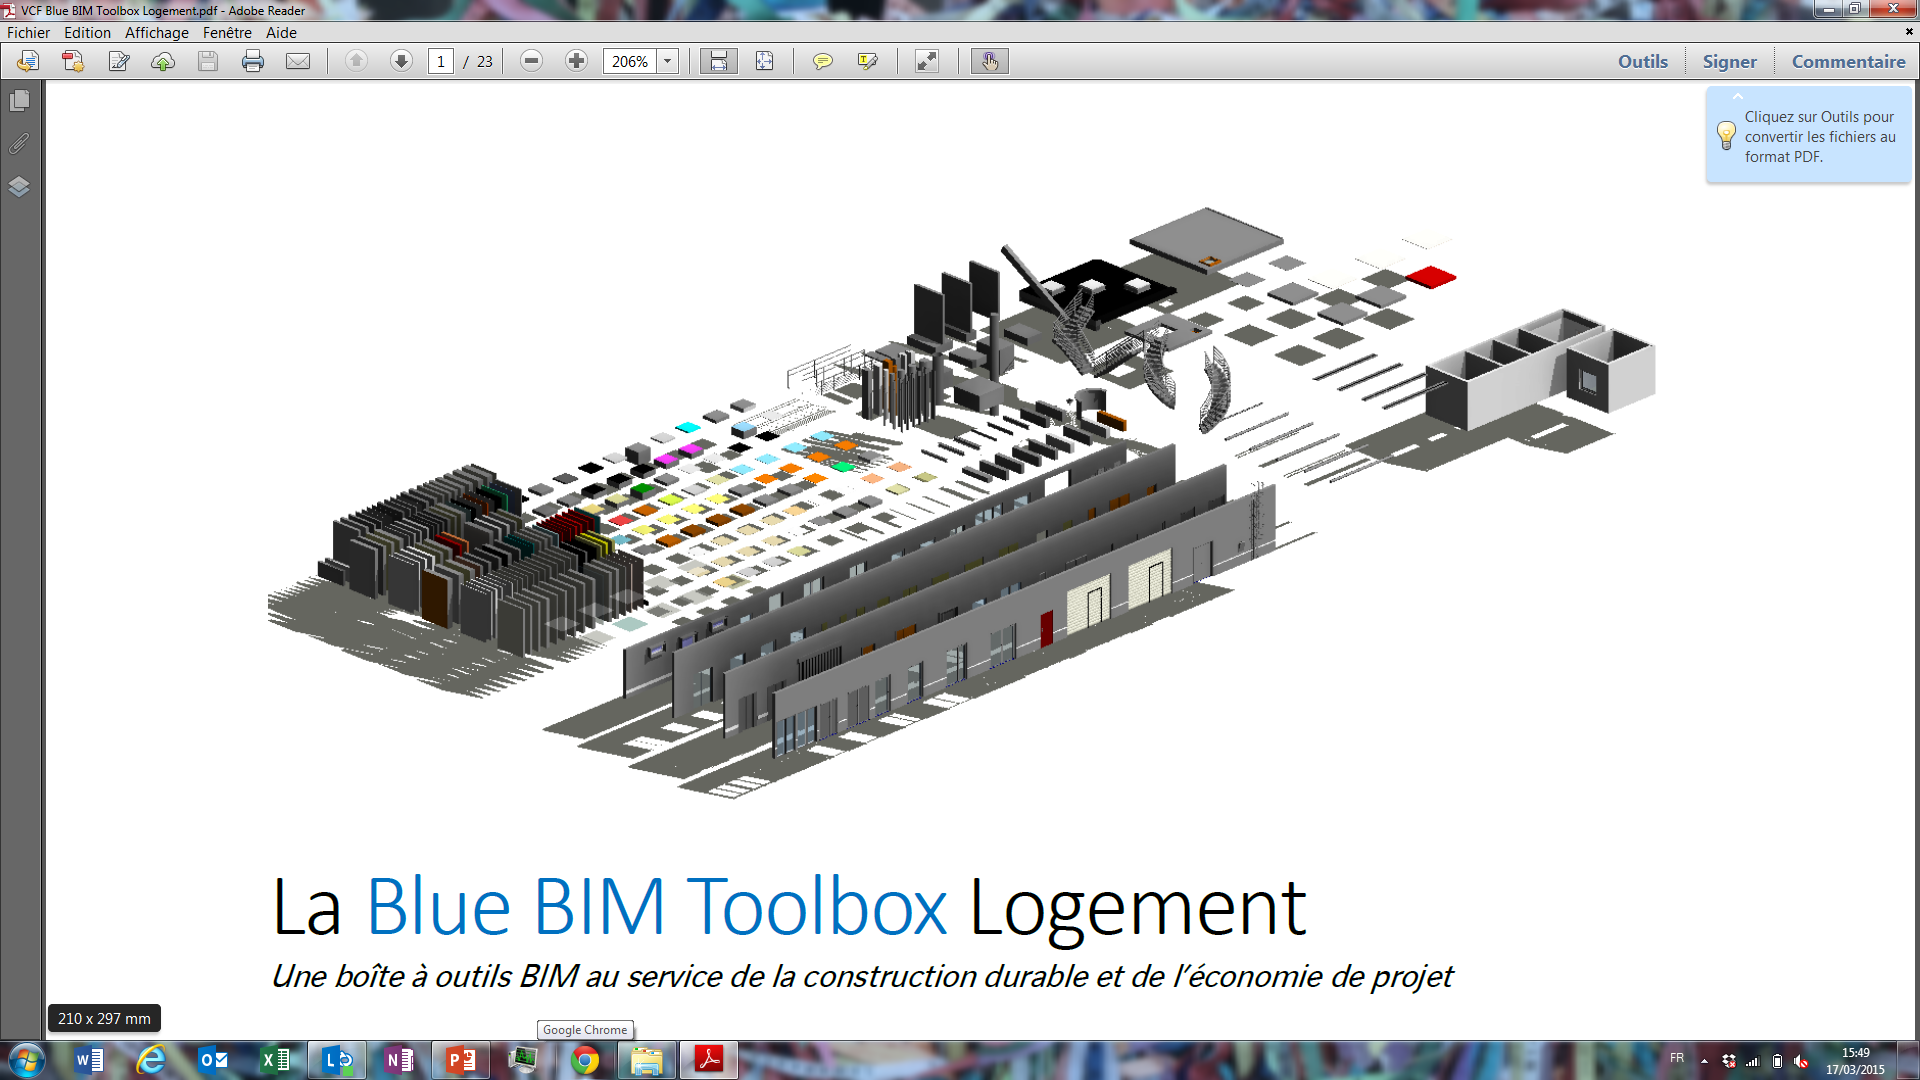 VCF Blue BIM Toolbox Logement.pdf - Adobe Reader
Fichier Edition Affichage Fenêtre Aide
1 / 23 206% Outils Signer Commentaire
Cliquez sur Outils pour
convertir les fichiers au
format PDF.
La Blue BIM Toolbox Logement
Une boîte à outils BIM au service de la construction durable et de l'économie de projet
210 x 297 mm
Google Chrome
FR 15:49
17/03/2015